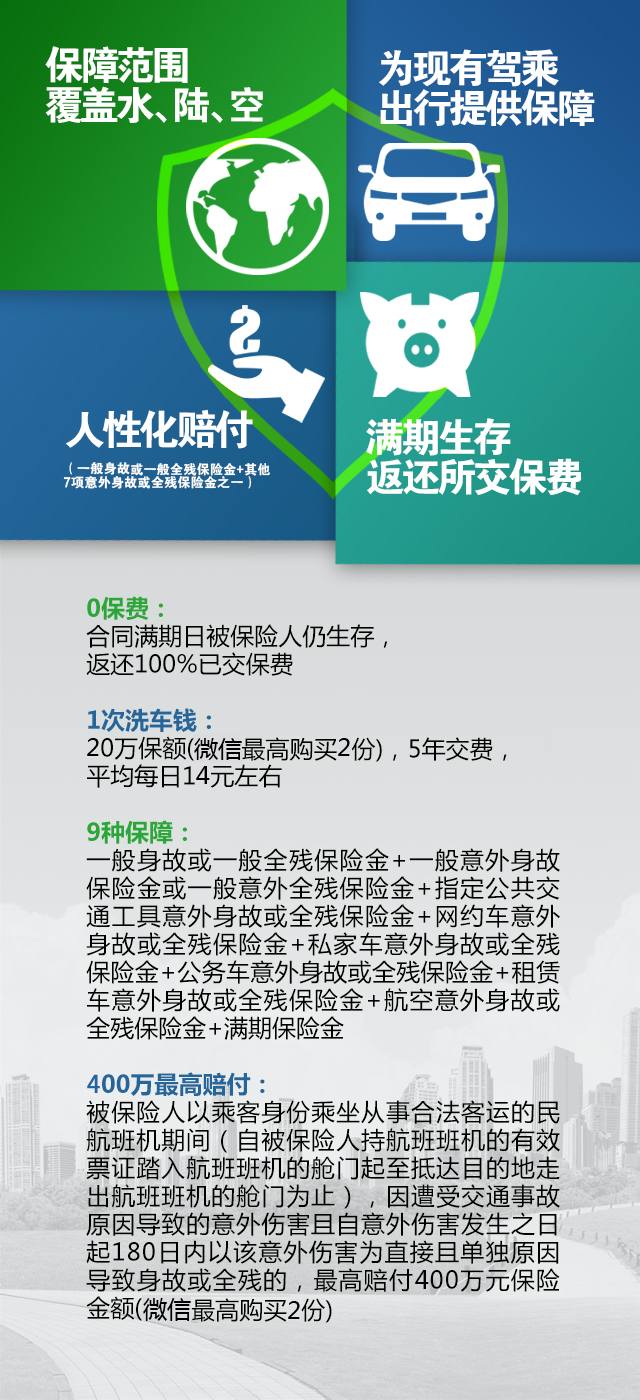 保障范围
覆盖水、陆、空
为现有驾乘
出行提供保障
人性化赔付
（一般身故或一般全残保险金+其他
7项意外身故或全残保险金之一）
满期生存
返还所交保费
0保费：
合同满期日被保险人仍生存，
返还100%已交保费
1次洗车钱：
20万保额(微信最高购买2份)，5年交费，
平均每日14元左右
9种保障：
一般身故或一般全残保险金+一般意外身故
保险金或一般意外全残保险金+指定公共交
通工具意外身故或全残保险金+网约车意外
身故或全残保险金+私家车意外身故或全残
保险金+公务车意外身故或全残保险金+租赁
车意外身故或全残保险金+航空意外身故或
全残保险金+满期保险金
400万最高赔付：
被保险人以乘客身份乘坐从事合法客运的民
航班机期间（自被保险人持航班班机的有效
票证踏入航班班机的舱门起至抵达目的地走
出航班班机的舱门为止），因遭受交通事故
原因导致的意外伤害且自意外伤害发生之日
起180日内以该意外伤害为直接且单独原因
导致身故或全残的，最高赔付400万元保险
金额(微信最高购买2份)